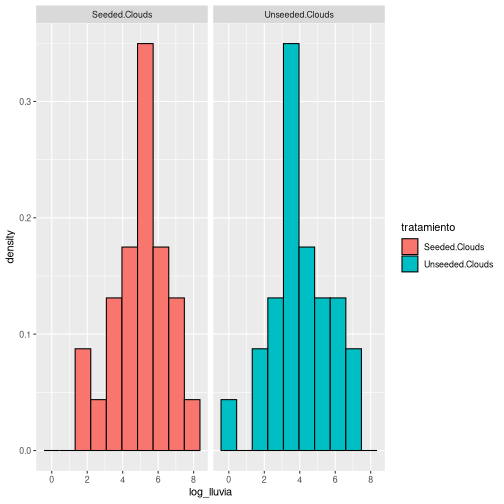 Seeded.Clouds
Unseeded.Clouds
density
0.3
0.2
0.1
0.0
0 2 4 6 8
0 2 4 6 8
log_lluvia
tratamiento
Seeded.Clouds
Unseeded.Clouds